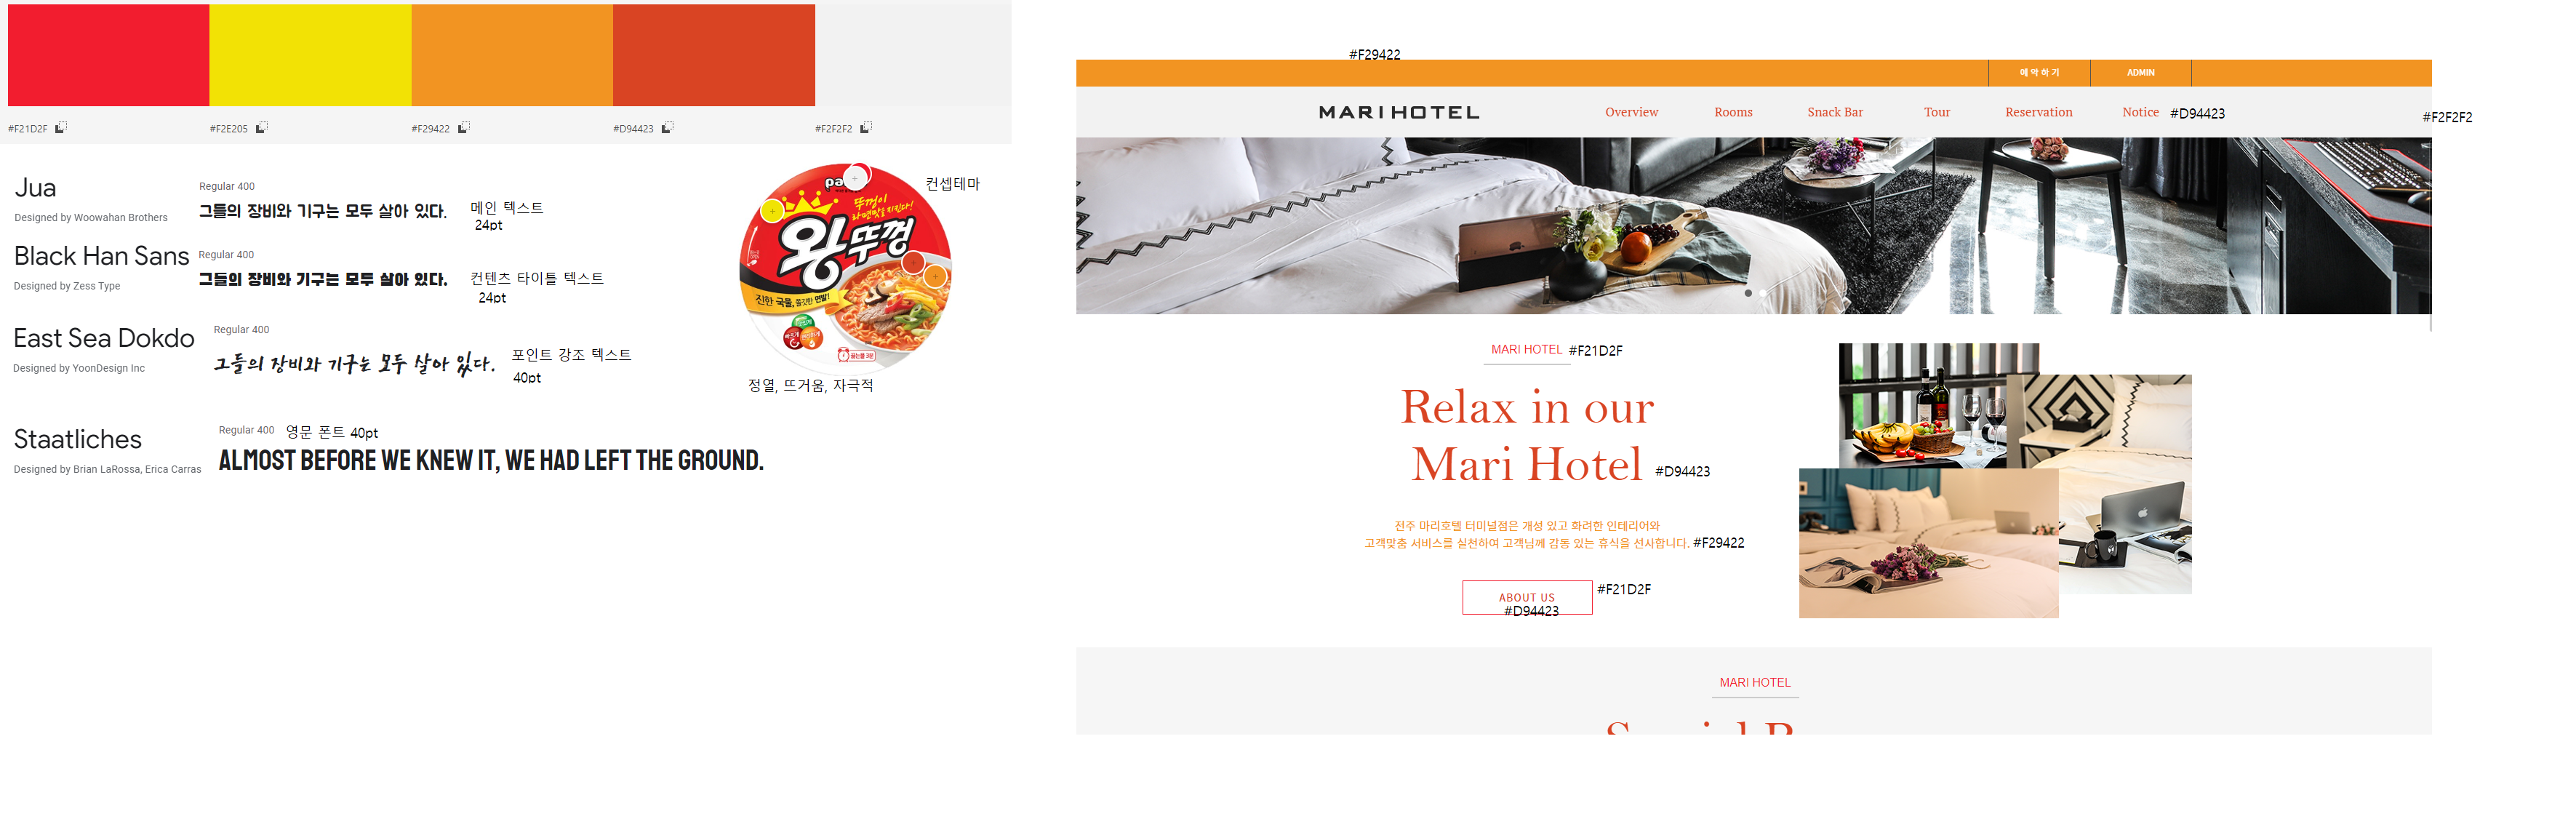 #F21D2F
#F2E205
#F29422
#D94423
#F2F2F2
Jua
Designed by Woowahan Brothers
Regular 400
그들의 장비와 기구는 모두 살아 있다.
메인 텍스트
24pt
Black Han Sans
Designed by Zess Type
Regular 400
그들의 장비와 기구는 모두 살아 있다.
컨텐츠 타이틀 텍스트
24pt
East Sea Dokdo
Designed by YoonDesign Inc
Regular 400
그들의 장비와 기구는 모두 살아 있다.
포인트 강조 텍스트
40pt
Staatliches
Designed by Brian LaRossa, Erica Carras
Regular 400
영문 폰트 40pt
ALMOST BEFORE WE KNEW IT, WE HAD LEFT THE GROUND.
컨셉테마
pa
뚜껑이
왕뚜껑
진한 국물, 쫄깃한 면발!
끓는물 3분
정열, 뜨거움, 자극적
#F29422
예약하기
ADMIN
MARI HOTEL
Overview
Rooms
Snack Bar
Tour
Reservation
Notice
#D94423
#F2F2F2
MARI HOTEL
#F21D2F
Relax in our
Mari Hotel
#D94423
전주 마리호텔 터미널점은 개성 있고 화려한 인테리어와
고객맞춤 서비스를 실천하여 고객님께 감동 있는 휴식을 선사합니다.
#F29422
ABOUT US
#F21D2F
#D94423
MARI HOTEL